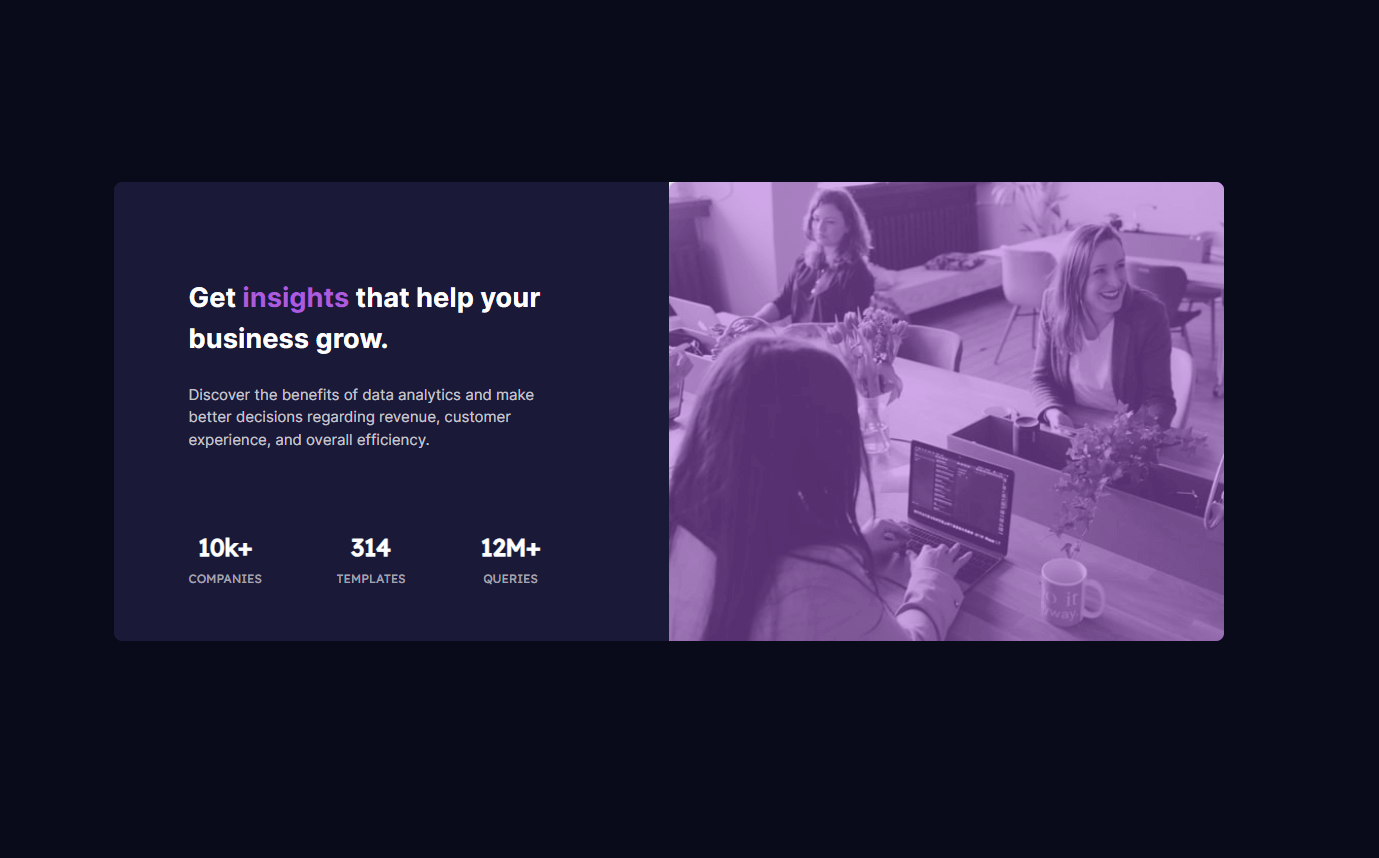 Get insights that help your
business grow.
Discover the benefits of data analytics and make
better decisions regarding revenue, customer
experience, and overall efficiency.
10k+ 314 12M+
COMPANIES TEMPLATES QUERIES